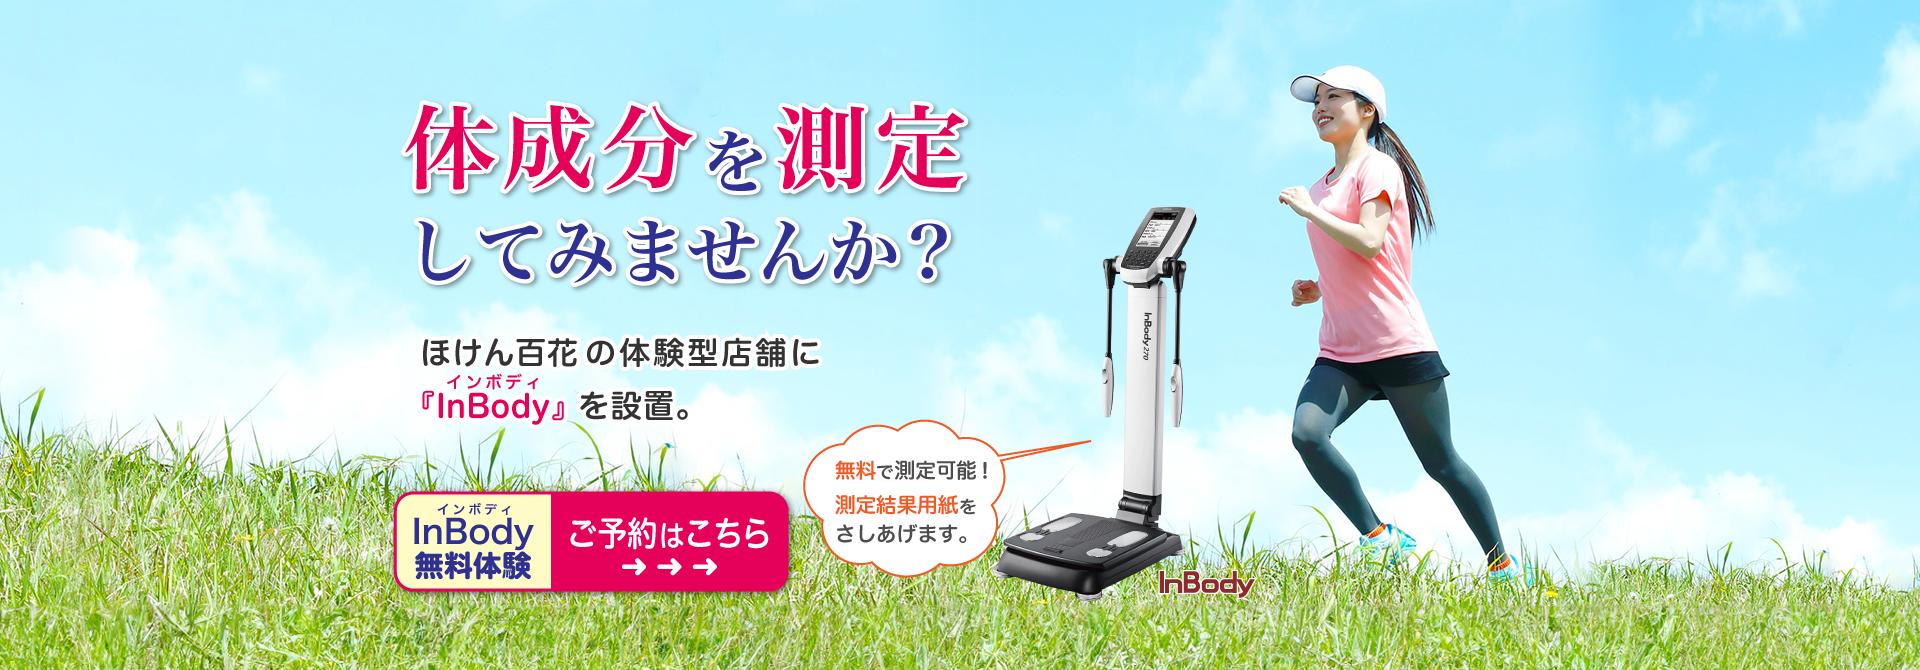 体成分を測定
してみませんか？
ほけん百花の体験型店舗に
インボディ
『InBody』を設置。
無料で測定可能！
測定結果用紙を
さしあげます。
インボディ
InBody
無料体験
ご予約はこちら
→→→
InBody 270
InBody